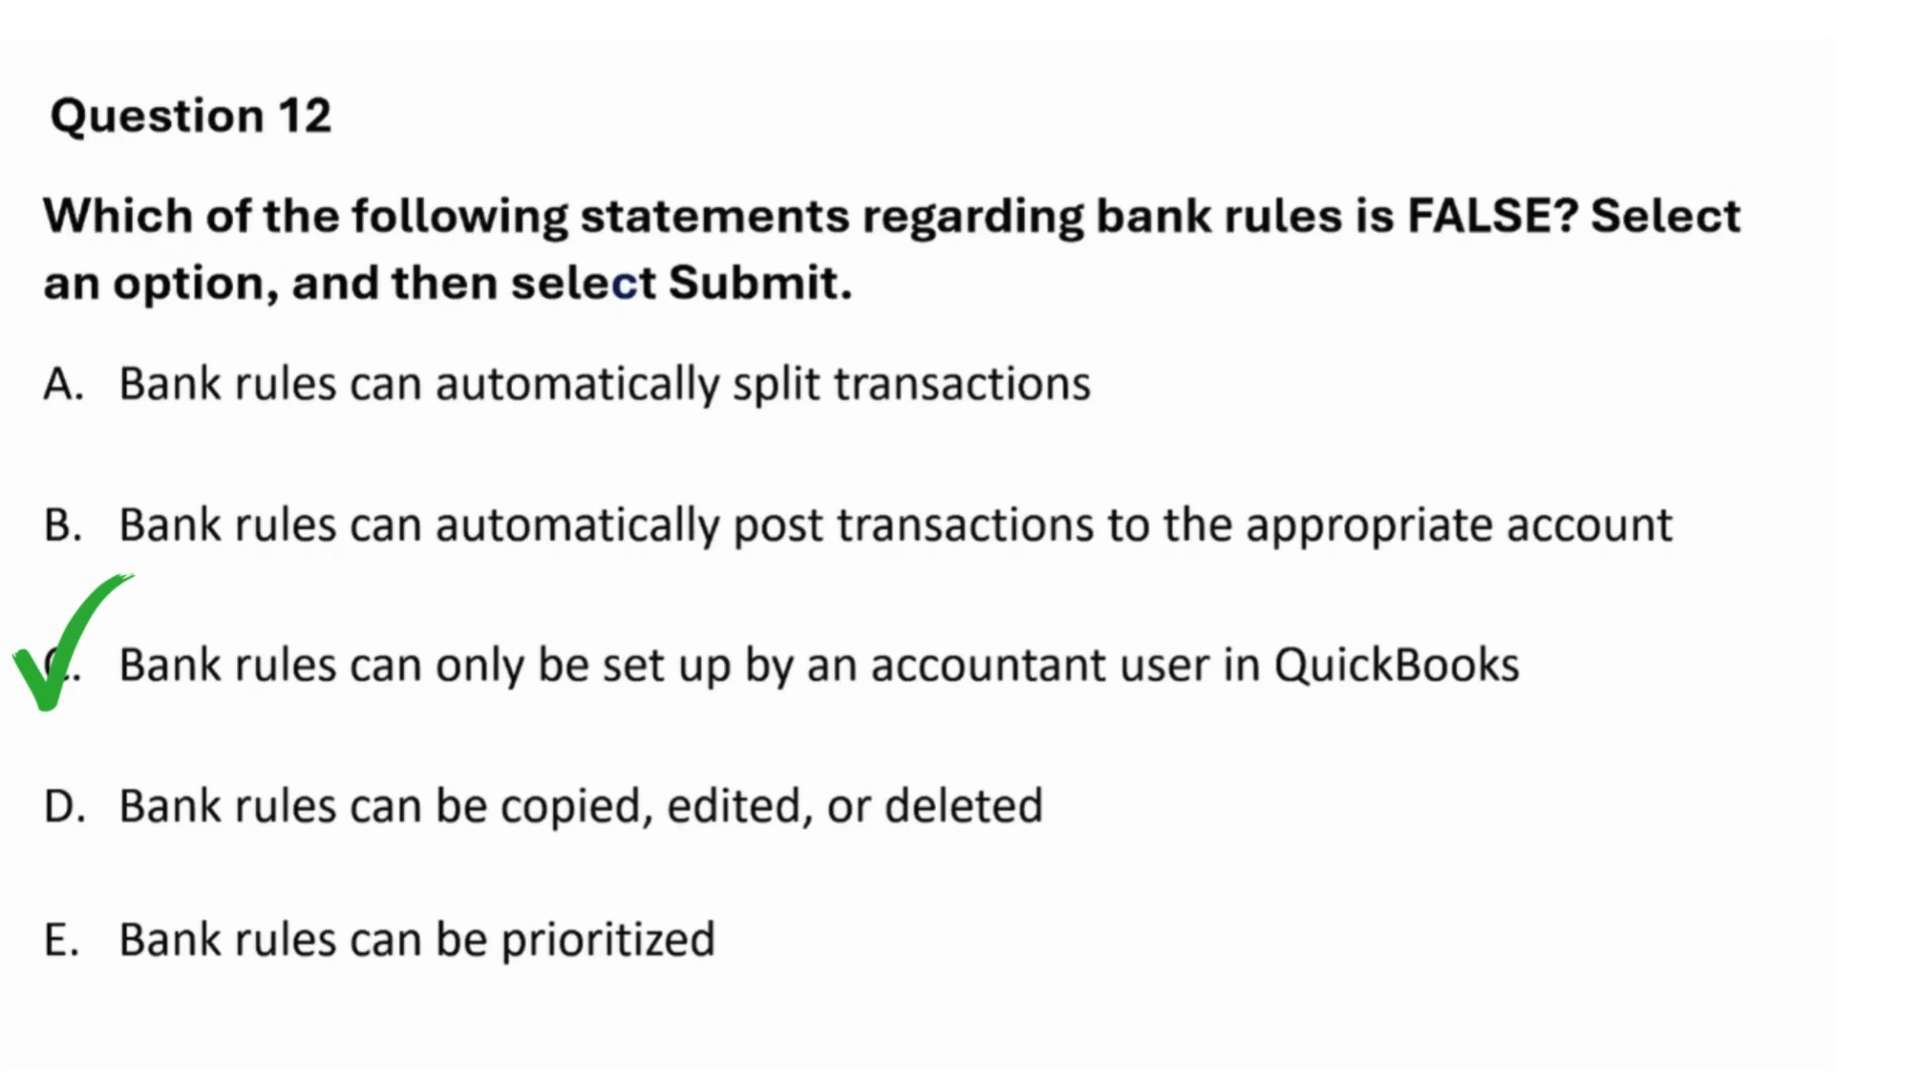 Question 12
Which of the following statements regarding bank rules is FALSE? Select
an option, and then select Submit.
A. Bank rules can automatically split transactions
B. Bank rules can automatically post transactions to the appropriate account
C. Bank rules can only be set up by an accountant user in QuickBooks
D. Bank rules can be copied, edited, or deleted
E. Bank rules can be prioritized